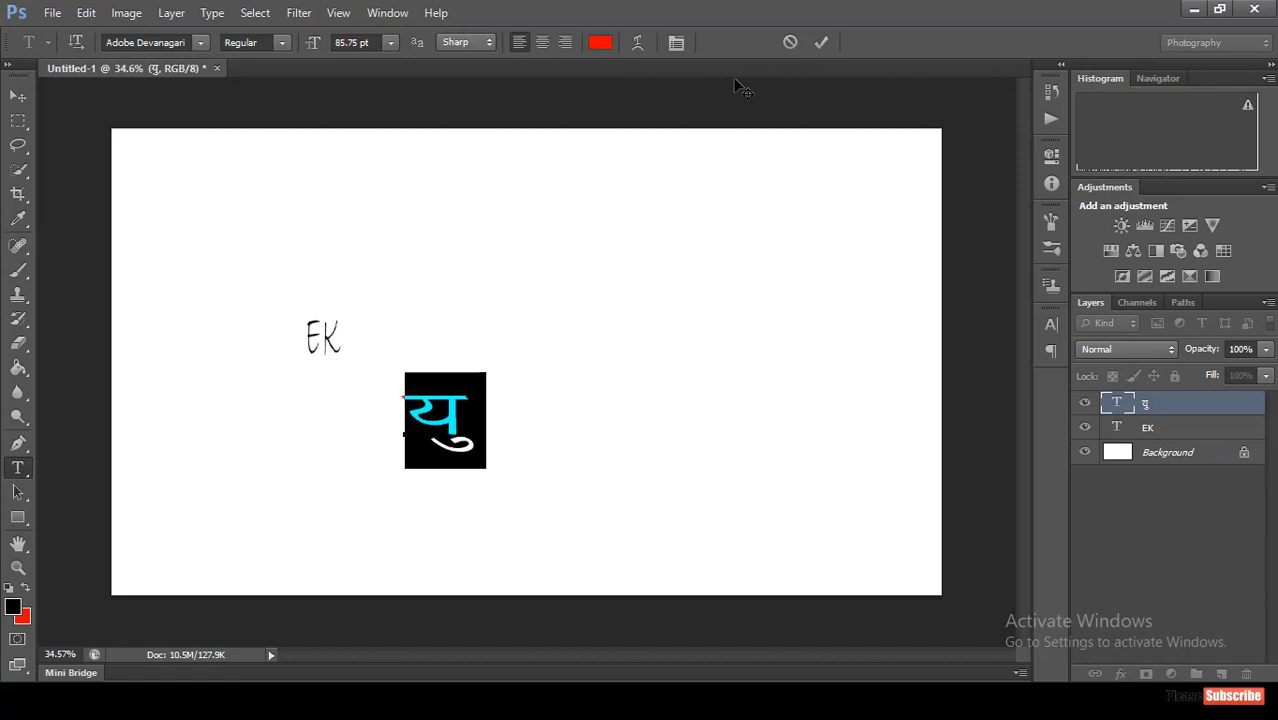 Ps File Edit Image Layer Type Select Filter View Window Help
T Adobe Devanagari Regular 85.75 pt aa Sharp Photography
Untitled-1 @ 34.6% (यु, RGB/8) * ×
Histogram Navigator
Adjustments
Add an adjustment
Layers Channels Paths
Kind
Normal Opacity: 100%
Lock: Fill: 100%
T यु
T EK
Background
EK
यु
Activate Windows
Go to Settings to activate Windows.
34.57% Doc: 10.5M/127.9K
Mini Bridge
Please Subscribe